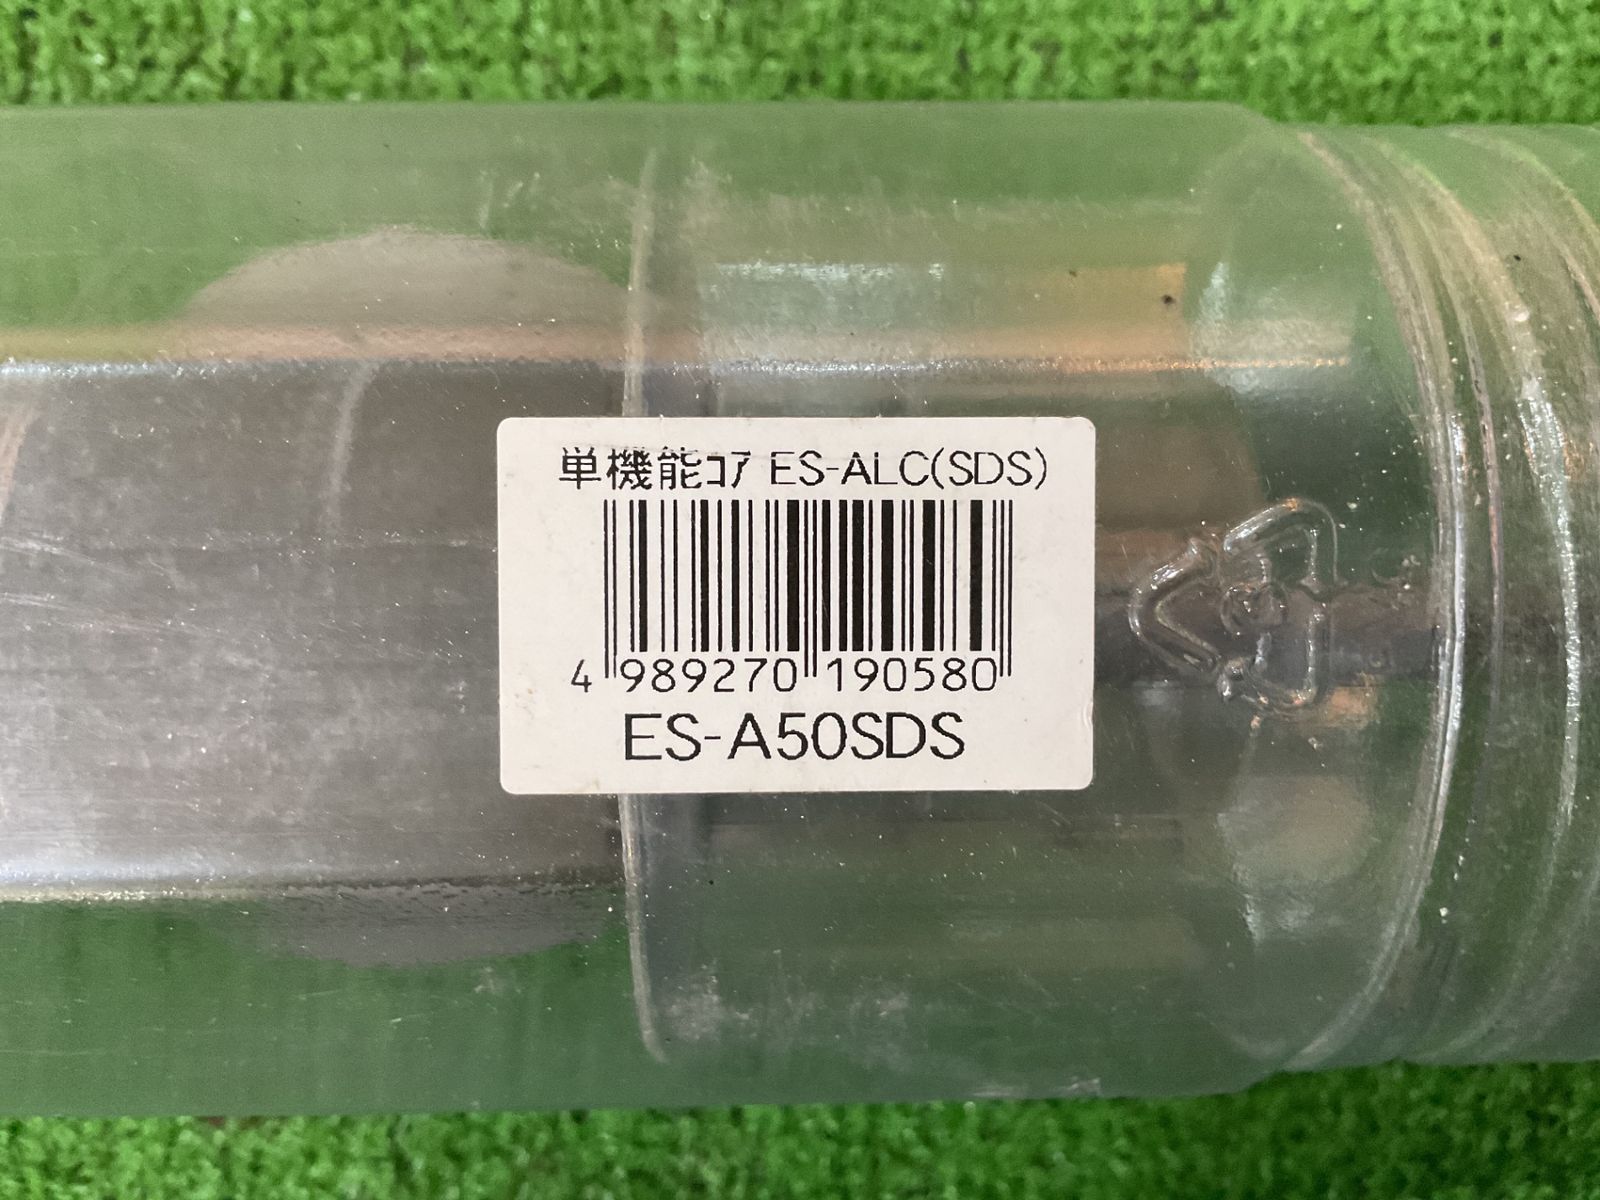 単機能ｺｱ ES-ALC(SDS)
4 989270 190580
ES-A50SDS